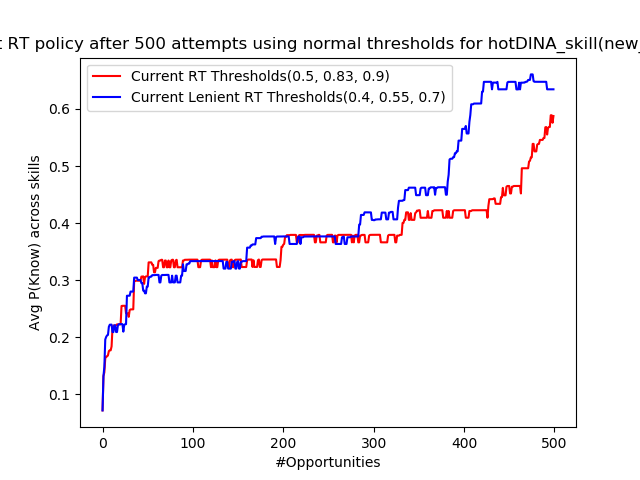 RT policy after 500 attempts using normal thresholds for hotDINA_skill(new_
Current RT Thresholds(0.5, 0.83, 0.9)
Current Lenient RT Thresholds(0.4, 0.55, 0.7)
Avg P(Know) across skills
0.6
0.5
0.4
0.3
0.2
0.1
0 100 200 300 400 500
#Opportunities